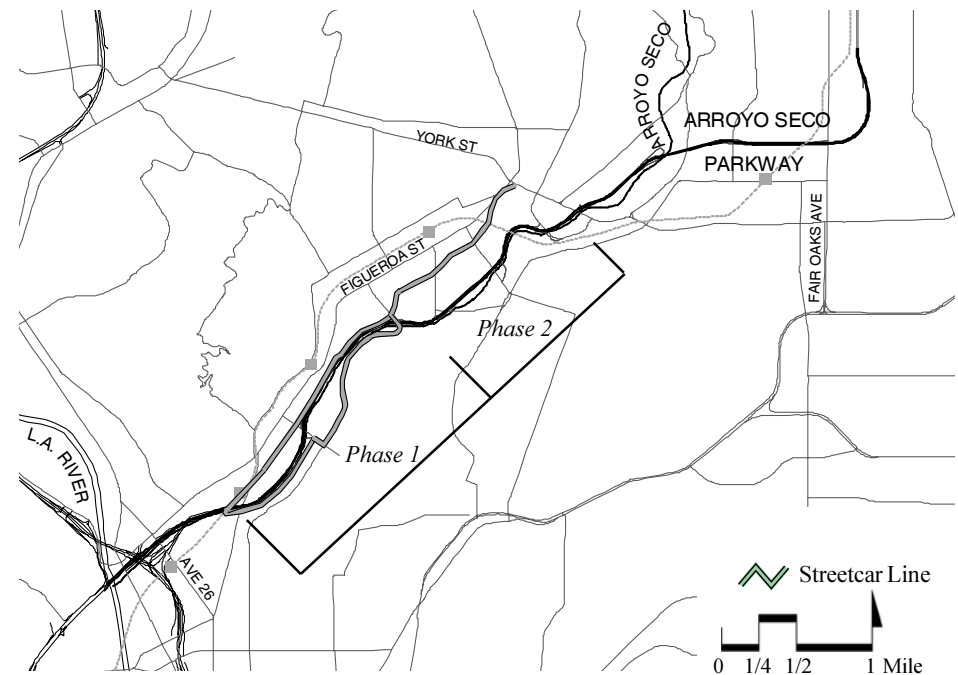 ARROYO SECO
ARROYO SECO
PARKWAY
YORK ST
FAIR OAKS AVE
FIGUEROA ST
Phase 2
Phase 1
L.A. RIVER
AVE 26
Streetcar Line
0 1/4 1/2 1 Mile